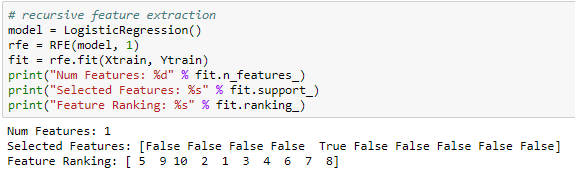 # recursive feature extraction
model = LogisticRegression()
rfe = RFE(model, 1)
fit = rfe.fit(Xtrain, Ytrain)
print("Num Features: %d" % fit.n_features_)
print("Selected Features: %s" % fit.support_)
print("Feature Ranking: %s" % fit.ranking_)
Num Features: 1
Selected Features: [False False False False  True False False False False False]
Feature Ranking: [ 5  9 10  2  1  3  4  6  7  8]